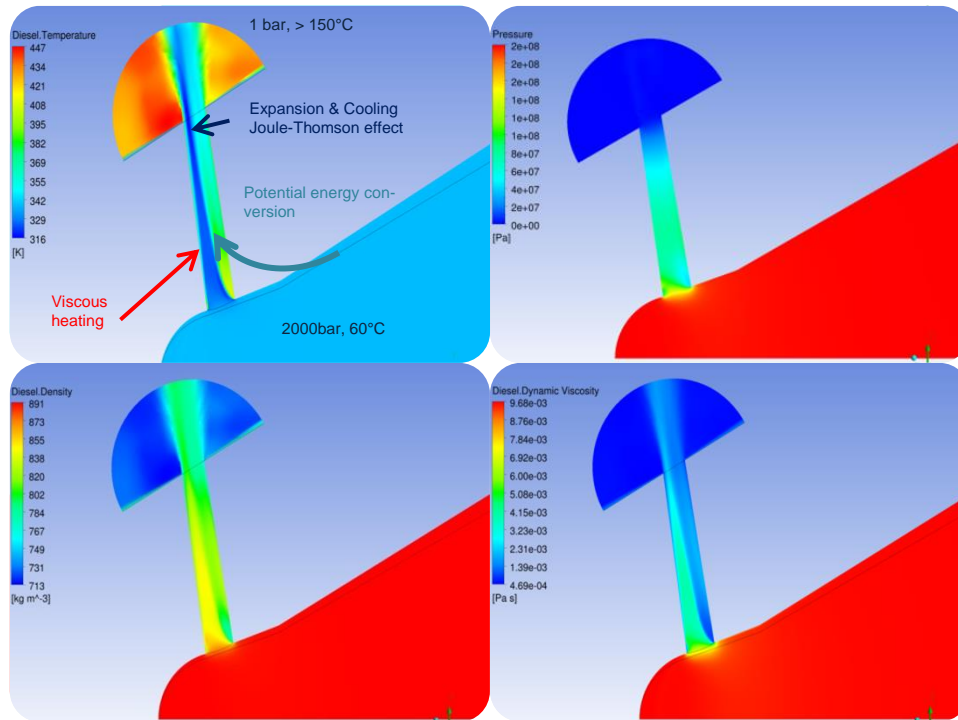 Diesel.Temperature
447
434
421
408
395
382
369
355
342
329
316
[K]
1 bar, > 150°C
Expansion & Cooling
Joule-Thomson effect
Potential energy con-
version
Viscous
heating
2000bar, 60°C
Pressure
2e+08
2e+08
2e+08
1e+08
1e+08
1e+08
8e+07
6e+07
4e+07
2e+07
0e+00
[Pa]
Diesel.Density
891
873
855
838
820
802
784
767
749
731
713
[kg m^-3]
Diesel.Dynamic Viscosity
9.68e-03
8.76e-03
7.84e-03
6.92e-03
6.00e-03
5.08e-03
4.15e-03
3.23e-03
2.31e-03
1.39e-03
4.69e-04
[Pa s]